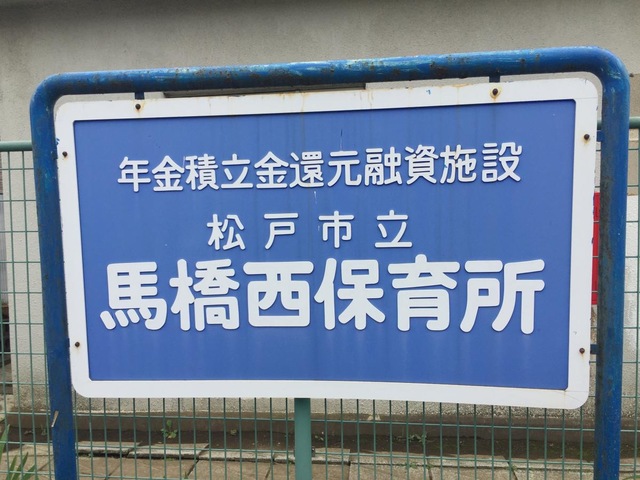 年金積立金還元融資施設
松戸市立
馬橋西保育所